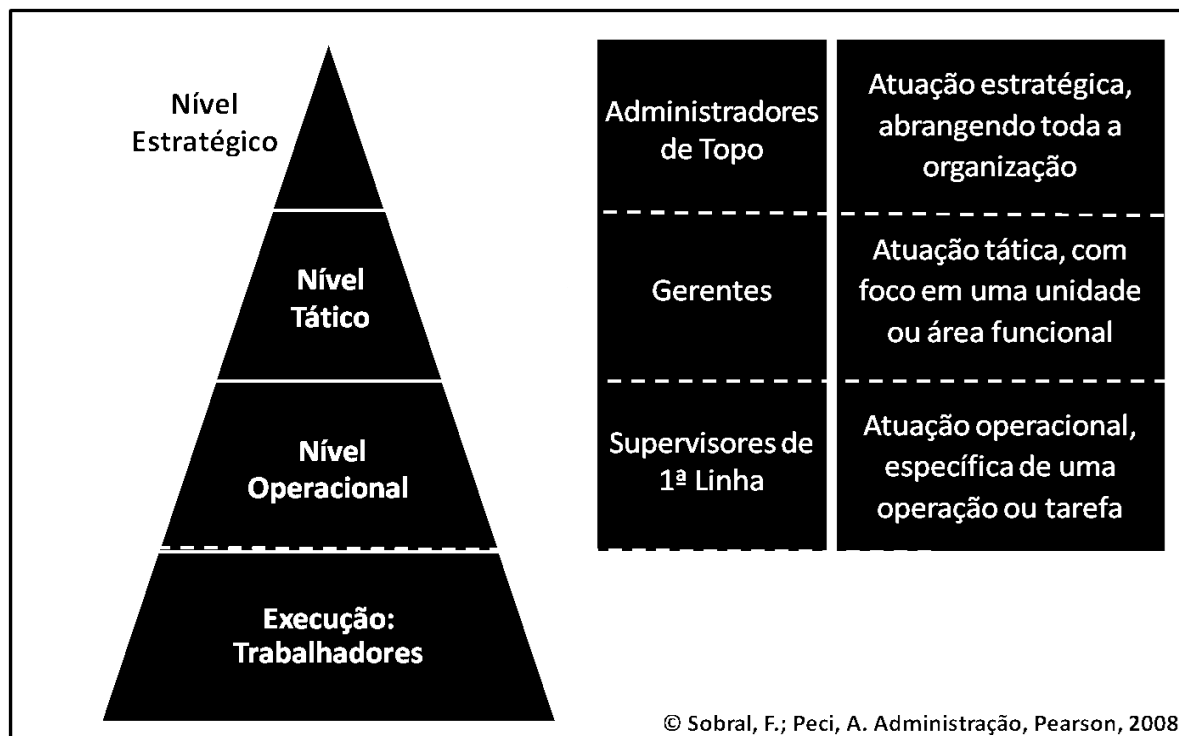 Nível
Estratégico
Nível
Tático
Nível
Operacional
Execução:
Trabalhadores
Administradores
de Topo
Atuação estratégica,
abrangendo toda a
organização
Gerentes
Atuação tática, com
foco em uma unidade
ou área funcional
Supervisores de
1ª Linha
Atuação operacional,
específica de uma
operação ou tarefa
© Sobral, F.; Peci, A. Administração, Pearson, 2008